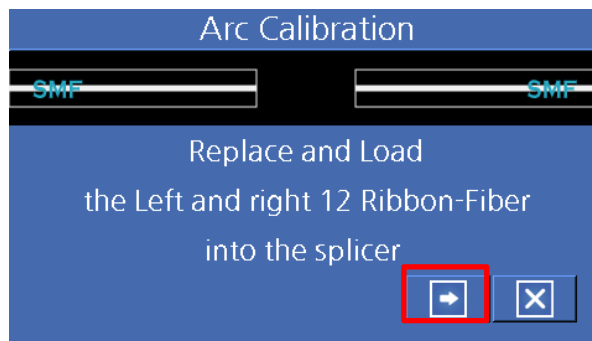 Arc Calibration
SMF SMF
Replace and Load
the Left and right 12 Ribbon-Fiber
into the splicer